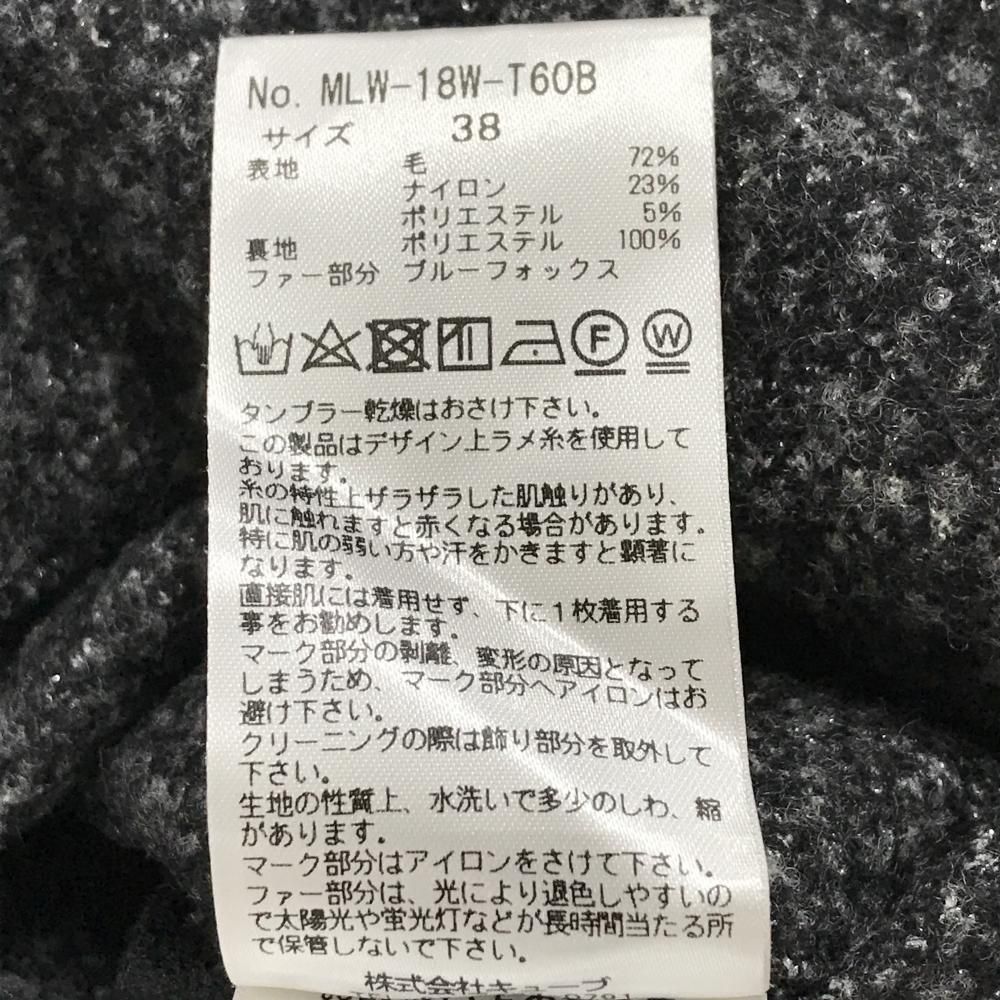 No. MLW-18W-T60B
サイズ 38
表地 毛 72%
ナイロン 23%
ポリエステル 5%
裏地 ポリエステル 100%
ファー部分 ブルーフォックス
F W
タンブラー乾燥はおさけ下さい。
この製品はデザイン上ラメ糸を使用して
おります。
糸の特性上ザラザラした肌触りがあり、
肌に触れますと赤くなる場合があります。
特に肌の弱い方や汗をかきますと顕著に
なります。
直接肌には着用せず、下に1枚着用する
事をお勧めします。
マーク部分の剥離、変形の原因となって
しまうため、マーク部分へアイロンはお
避け下さい。
クリーニングの際は飾り部分を取外して
下さい。
生地の性質上、水洗いで多少のしわ、縮
があります。
マーク部分はアイロンをさけて下さい。
ファー部分は、光により退色しやすいの
で太陽光や蛍光灯などが長時間当たる所
で保管しないで下さい。
株式会社キューブ